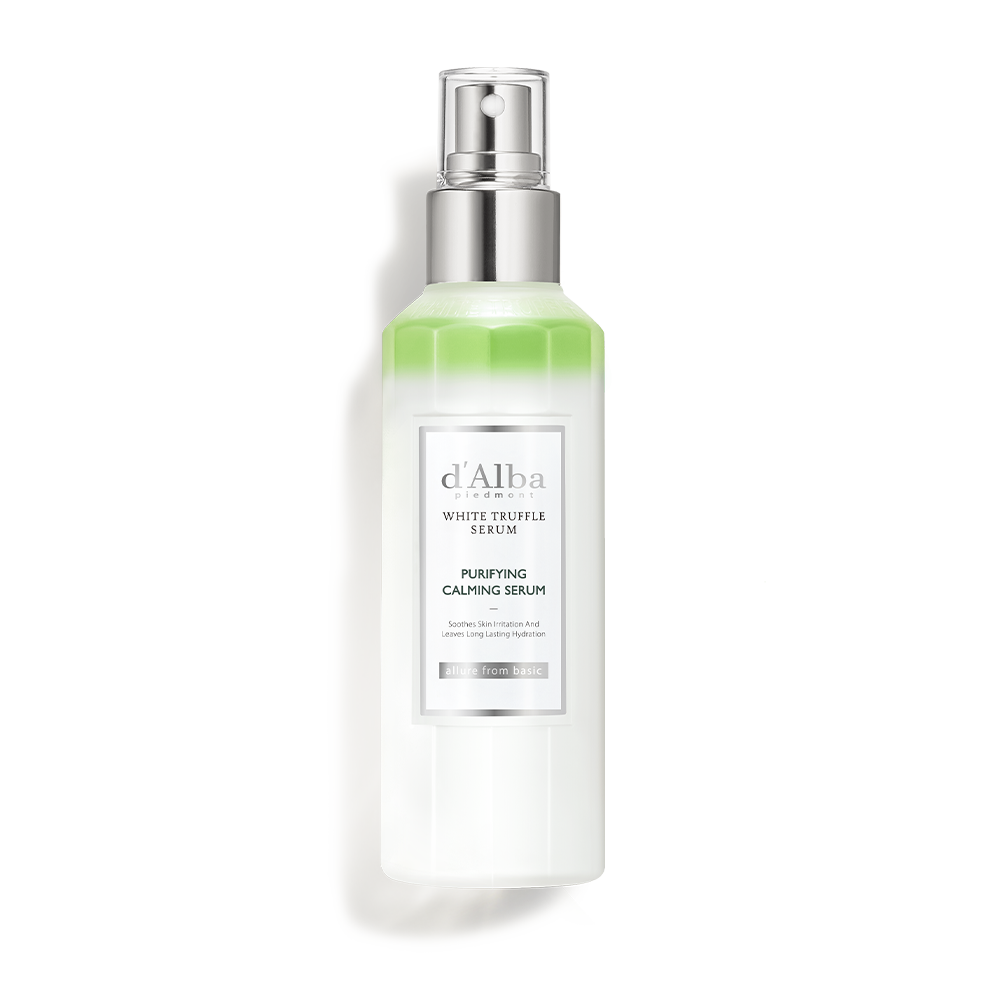 d'Alba
piedmont
WHITE TRUFFLE
SERUM
PURIFYING
CALMING SERUM
—
Soothes Skin Irritation And
Leaves Long Lasting Hydration
allure from basic